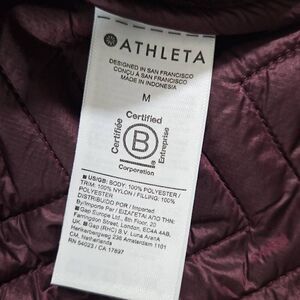 ATHLETA
DESIGNED IN SAN FRANCISCO
CONÇU À SAN FRANCISCO
MADE IN INDONESIA
M
Certified
Certifiée
B
Entreprise
Corporation
■ US/GB: BODY: 100% POLYESTER /
TRIM: 100% NYLON / FILLING: 100%
POLYESTER
DISTRIBUIDO POR / Imported
By/Importé Par / ΕΙΣΑΓΕΤΑΙ ΑΠΟ ΤΗΝ:
■ Gap Europe Ltd., 6th Floor, 20
Farringdon Street, London, EC4A 4AB,
UK. ■ Gap (RHC) B.V. Luna ArenA
Herikerbergweg 238 Amsterdam 1101
CM, Netherlands
RN 54023 / CA 17897